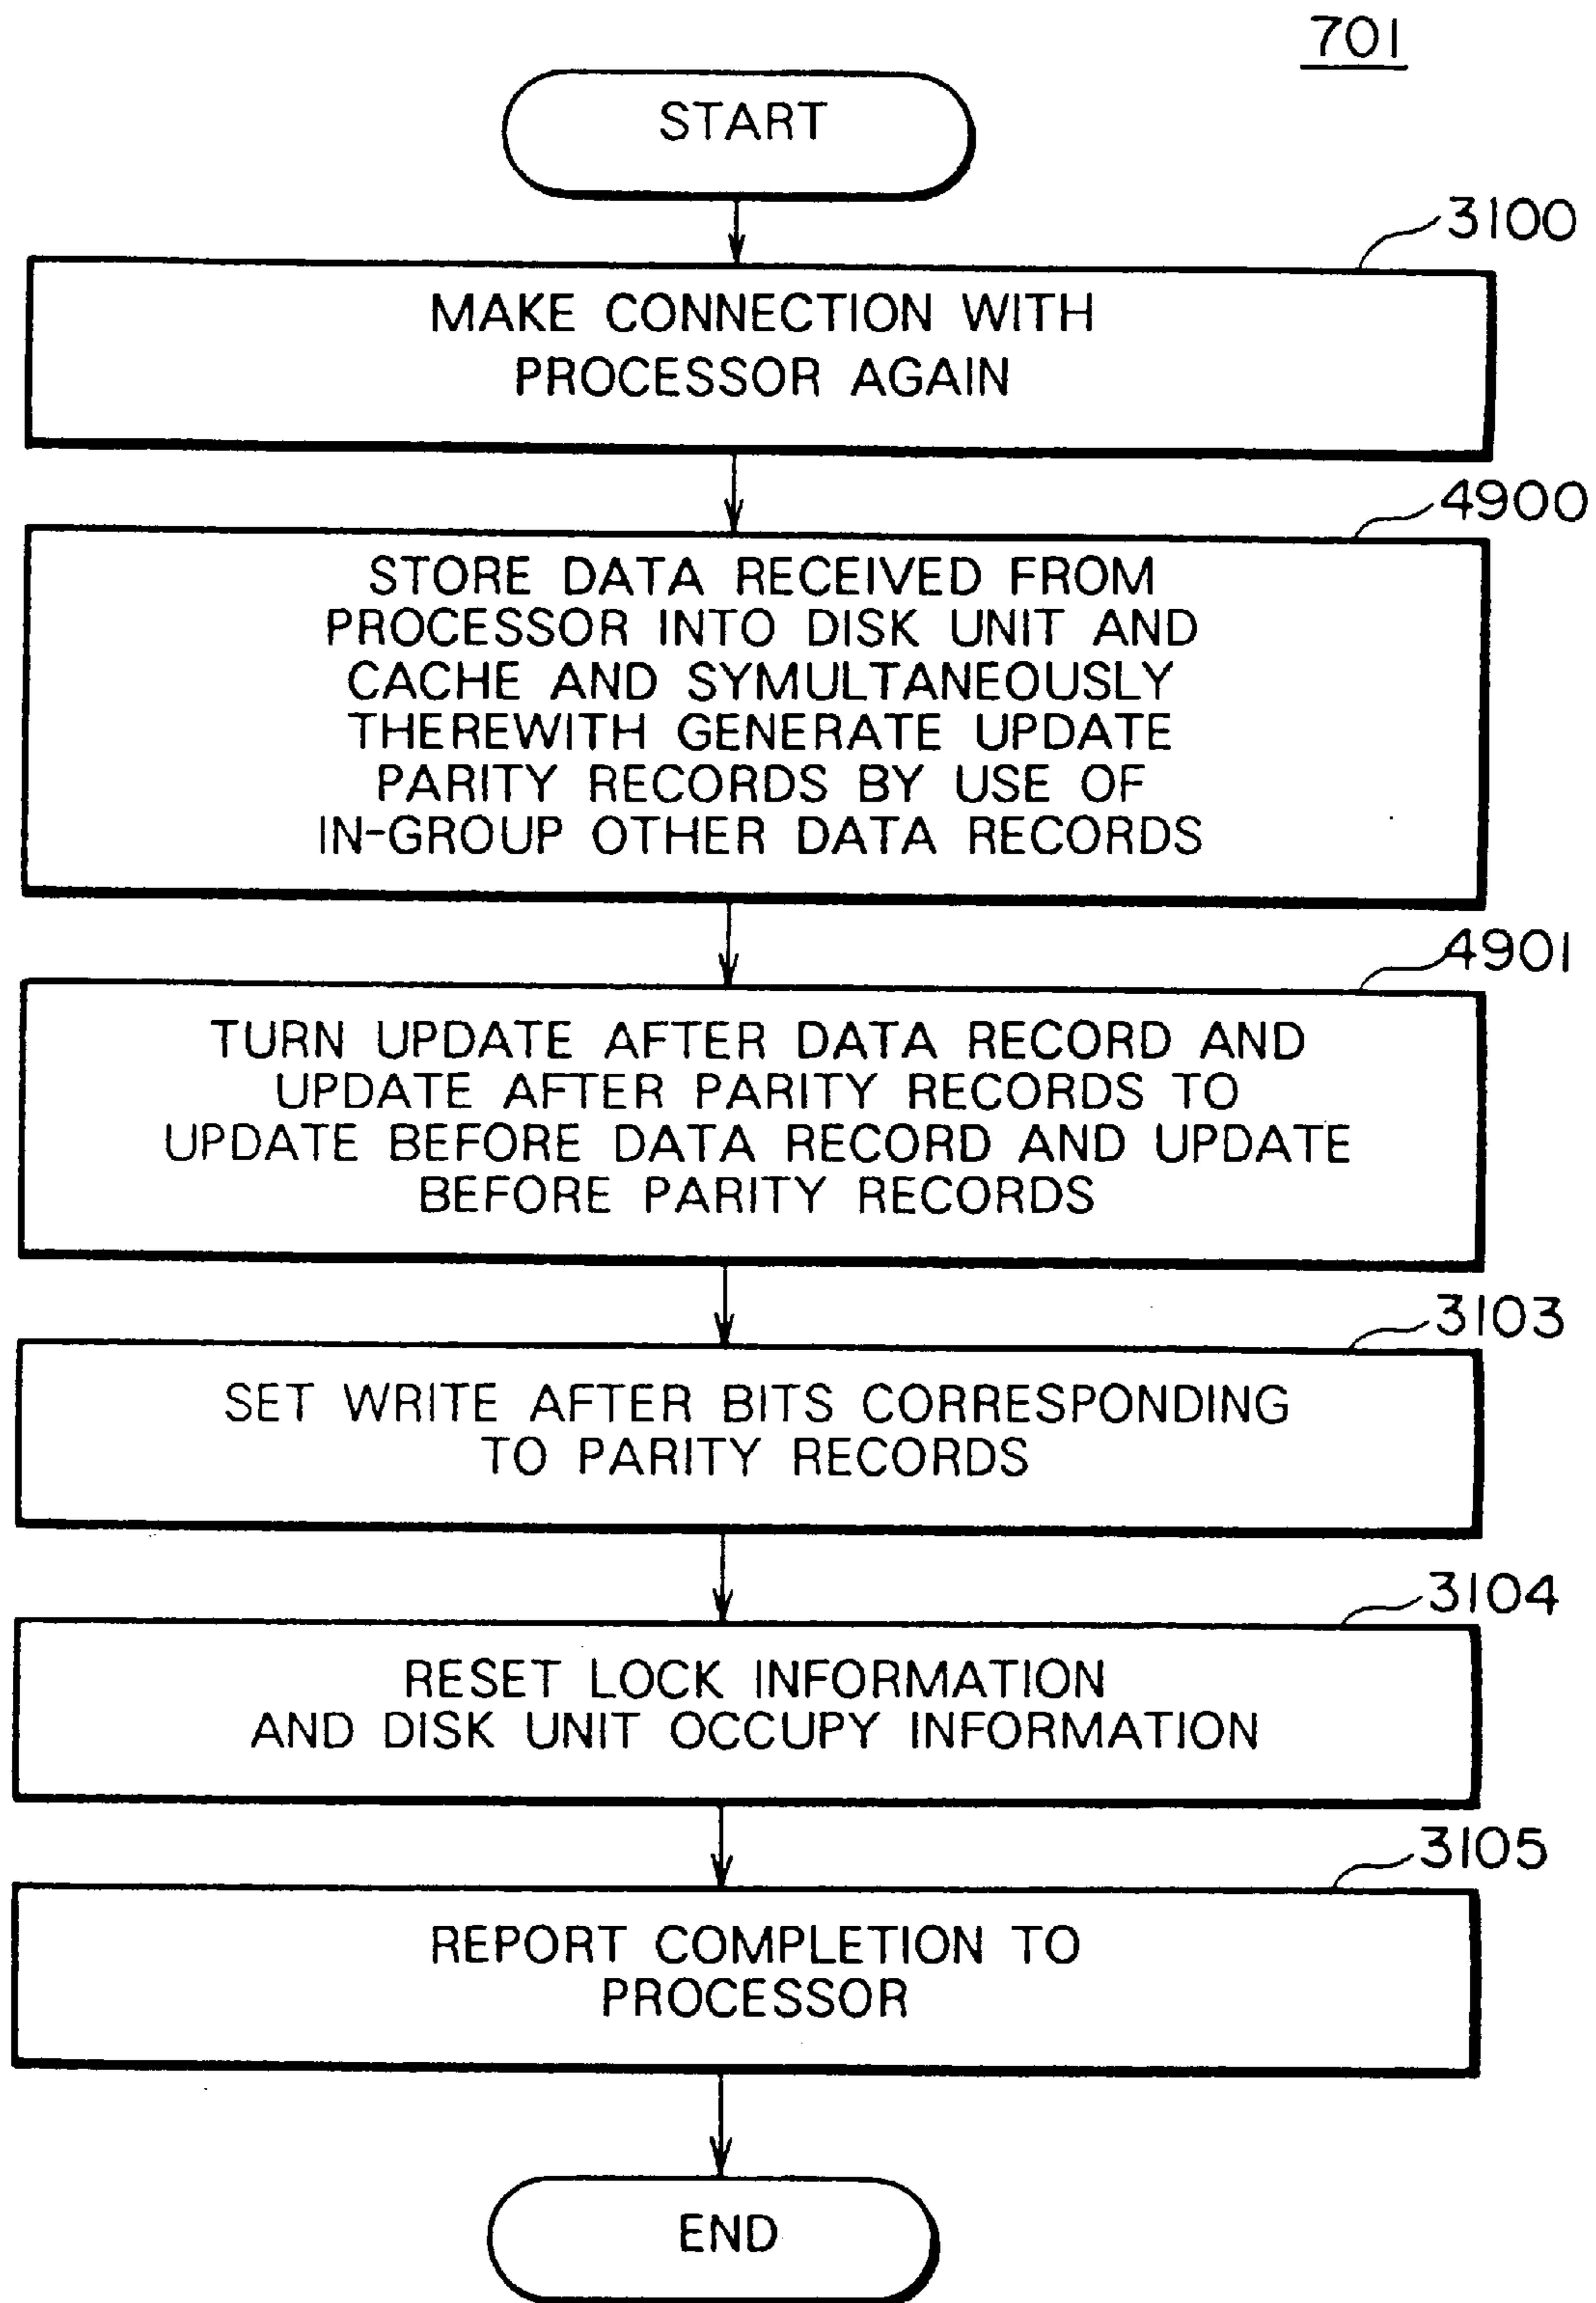 701
START
3100
MAKE CONNECTION WITH
PROCESSOR AGAIN
4900
STORE DATA RECEIVED FROM
PROCESSOR INTO DISK UNIT AND
CACHE AND SYMULTANEOUSLY
THEREWITH GENERATE UPDATE
PARITY RECORDS BY USE OF
IN-GROUP OTHER DATA RECORDS
4901
TURN UPDATE AFTER DATA RECORD AND
UPDATE AFTER PARITY RECORDS TO
UPDATE BEFORE DATA RECORD AND UPDATE
BEFORE PARITY RECORDS
3103
SET WRITE AFTER BITS CORRESPONDING
TO PARITY RECORDS
3104
RESET LOCK INFORMATION
AND DISK UNIT OCCUPY INFORMATION
3105
REPORT COMPLETION TO
PROCESSOR
END